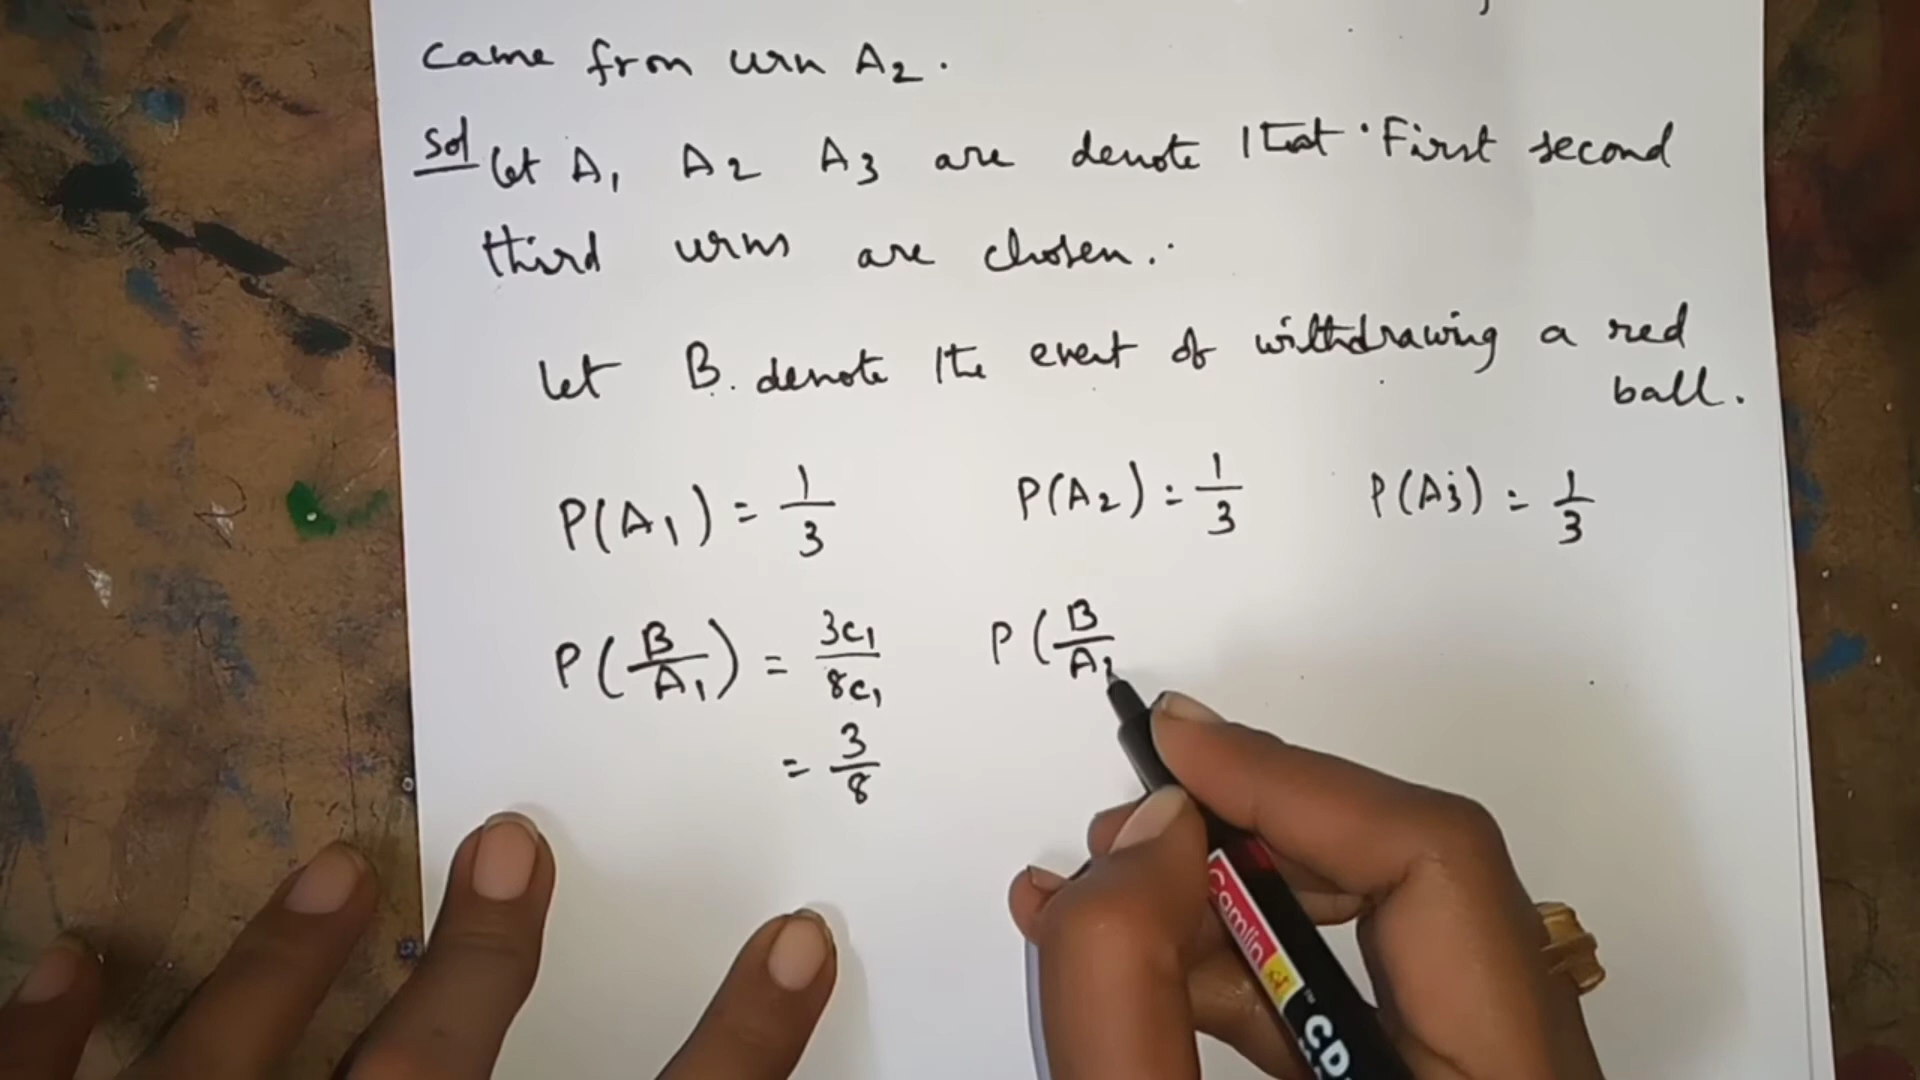 came from urn A2.
Sol let A1 A2 A3 are denote that First second
third urns are chosen.
let B. denote the event of withdrawing a red
ball.
P(A1) = 1/3 P(A2) = 1/3 P(A3) = 1/3
P(B/A1) = 3c1/8c1 P(B/A2
= 3/8
Camlin
CD